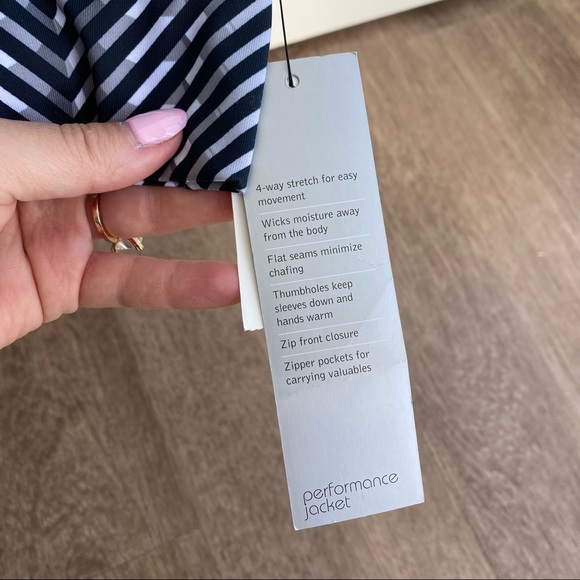 4-way stretch for easy
movement
Wicks moisture away
from the body
Flat seams minimize
chafing
Thumbholes keep
sleeves down and
hands warm
Zip front closure
Zipper pockets for
carrying valuables
performance
jacket